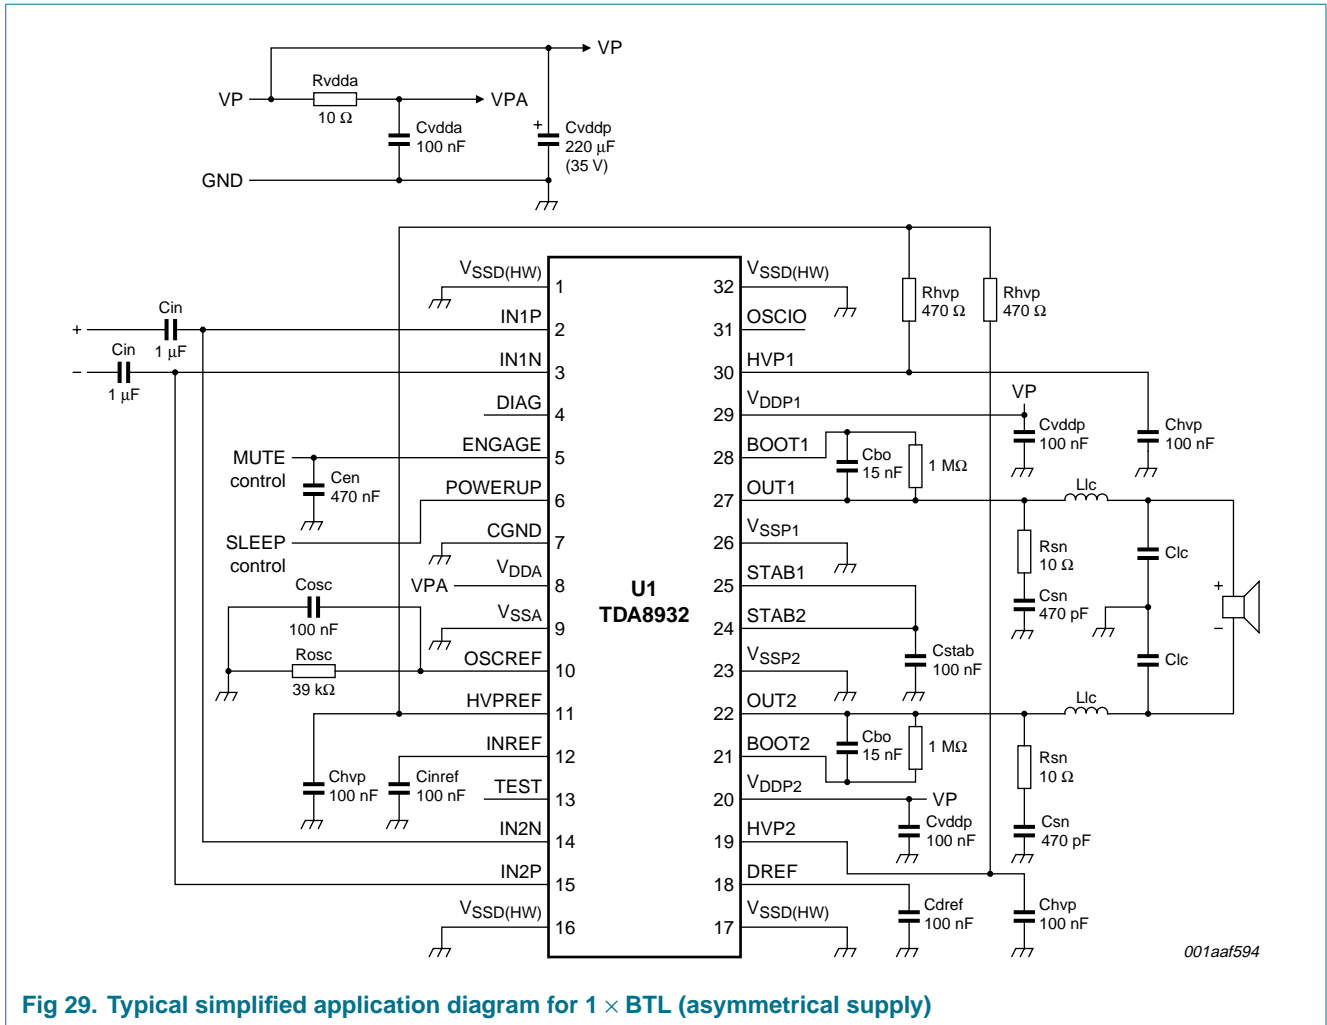 VP
Rvdda
VP
VPA
10 Ω
Cvdda
100 nF
+
Cvddp
220 μF
(35 V)
GND
VSSD(HW)
1
Cin
+
1 μF
IN1P
2
Cin
−
1 μF
IN1N
3
DIAG
4
MUTE
control
ENGAGE
5
Cen
470 nF
POWERUP
6
SLEEP
control
CGND
7
VPA
VDDA
8
Cosc
100 nF
VSSA
9
Rosc
39 kΩ
OSCREF
10
HVPREF
11
INREF
12
Chvp
100 nF
Cinref
100 nF
TEST
13
IN2N
14
IN2P
15
VSSD(HW)
16
U1
TDA8932
VSSD(HW)
32
Rhvp
470 Ω
Rhvp
470 Ω
OSCIO
31
HVP1
30
VDDP1
29
VP
Cvddp
100 nF
Chvp
100 nF
BOOT1
28
Cbo
15 nF
1 MΩ
OUT1
27
Llc
VSSP1
26
Rsn
10 Ω
Clc
STAB1
25
Csn
470 pF
+
−
STAB2
24
Cstab
100 nF
Clc
VSSP2
23
OUT2
22
Llc
BOOT2
21
Cbo
15 nF
1 MΩ
Rsn
10 Ω
VDDP2
20
VP
Cvddp
100 nF
Csn
470 pF
HVP2
19
DREF
18
Cdref
100 nF
Chvp
100 nF
VSSD(HW)
17
001aaf594
Fig 29. Typical simplified application diagram for 1 × BTL (asymmetrical supply)